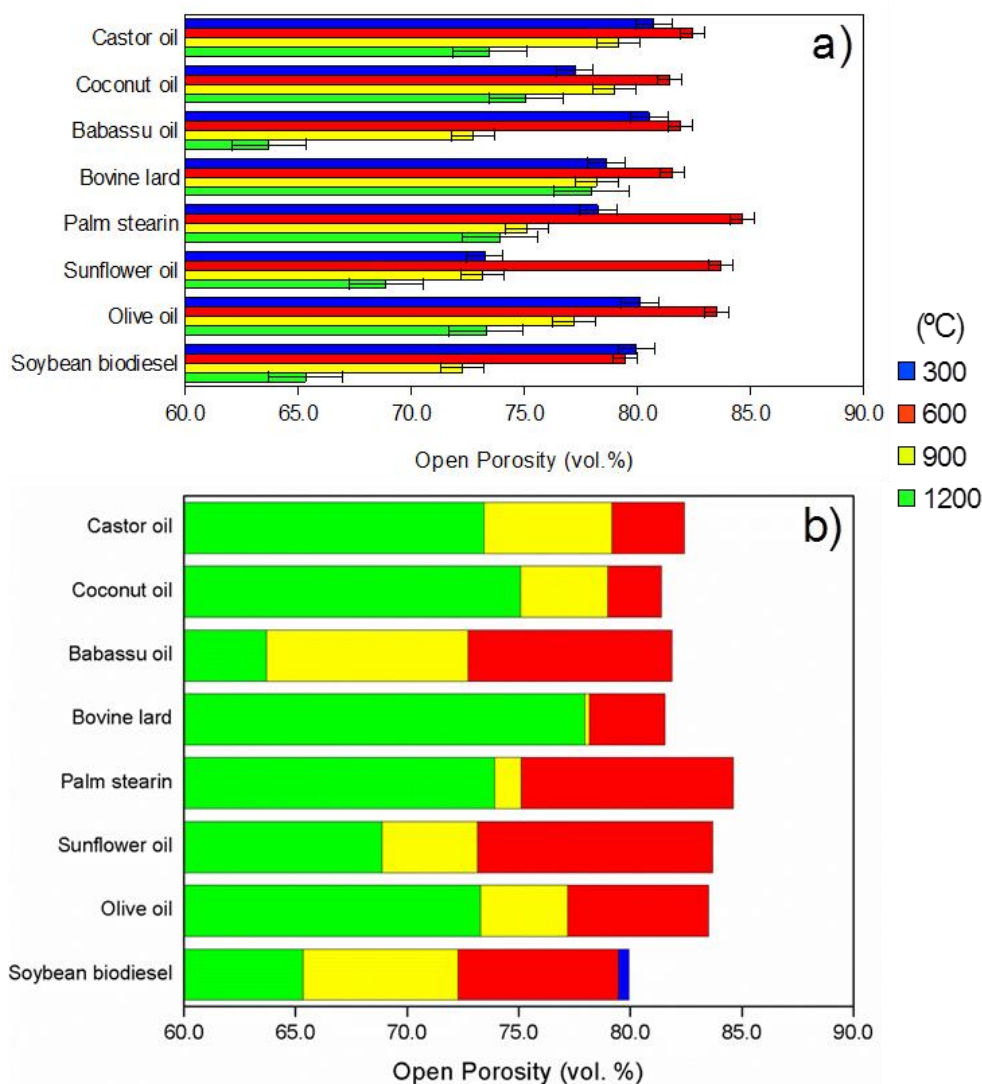 a)
Castor oil
Coconut oil
Babassu oil
Bovine lard
Palm stearin
Sunflower oil
Olive oil
Soybean biodiesel
60.0 65.0 70.0 75.0 80.0 85.0 90.0
Open Porosity (vol.%)
(ºC)
300
600
900
1200
b)
Castor oil
Coconut oil
Babassu oil
Bovine lard
Palm stearin
Sunflower oil
Olive oil
Soybean biodiesel
60.0 65.0 70.0 75.0 80.0 85.0 90.0
Open Porosity (vol. %)